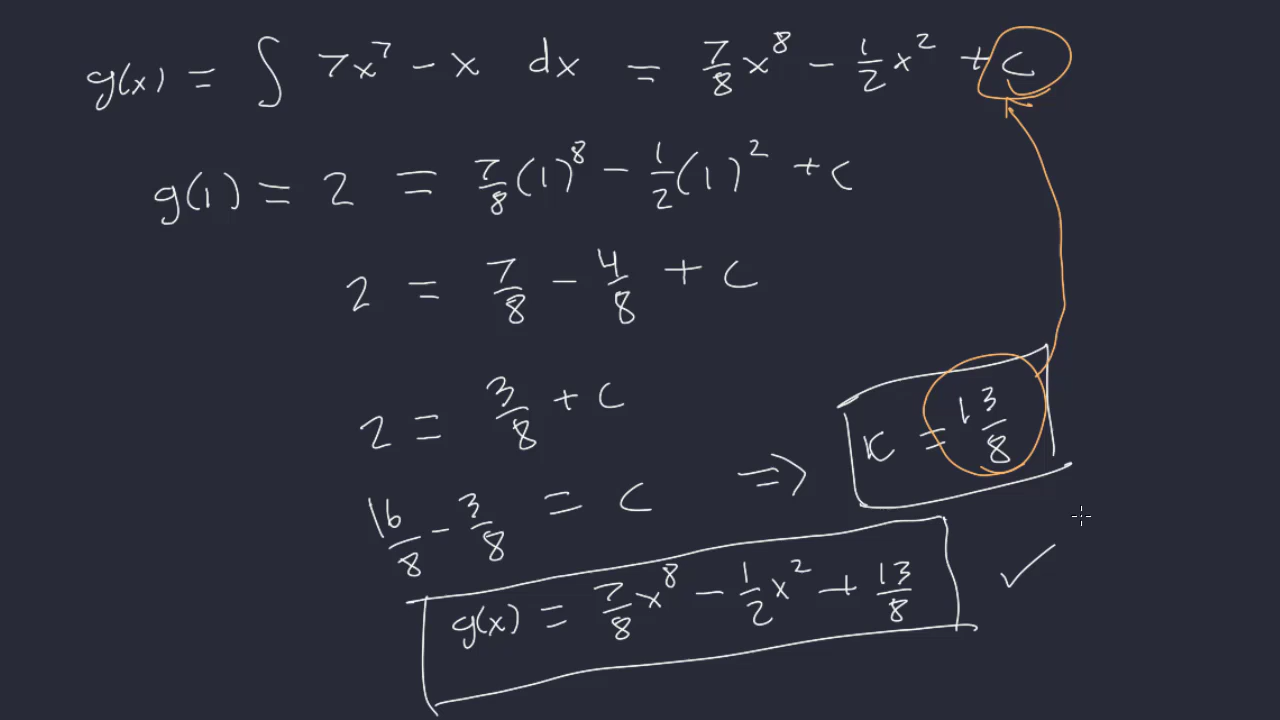 g(x) = ∫ 7x⁷ − x dx = 7/8 x⁸ − 1/2 x² + c
g(1) = 2 = 7/8 (1)⁸ − 1/2 (1)² + c
2 = 7/8 − 4/8 + c
2 = 3/8 + c
16/8 − 3/8 = c ⇒ c = 13/8
g(x) = 7/8 x⁸ − 1/2 x² + 13/8 ✓